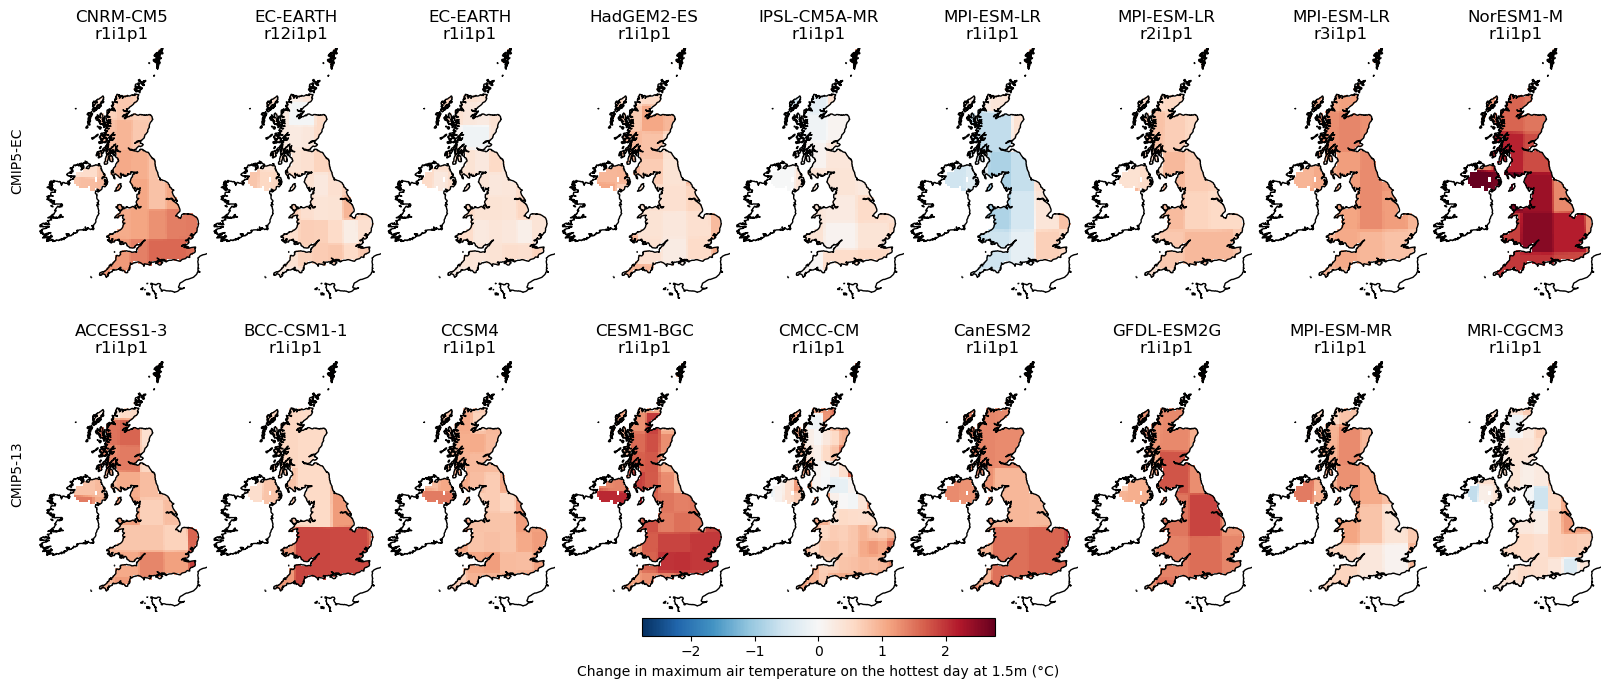 CNRM-CM5 EC-EARTH EC-EARTH HadGEM2-ES IPSL-CM5A-MR MPI-ESM-LR MPI-ESM-LR MPI-ESM-LR NorESM1-M
r1i1p1 r12i1p1 r1i1p1 r1i1p1 r1i1p1 r1i1p1 r2i1p1 r3i1p1 r1i1p1
CMIP5-EC
ACCESS1-3 BCC-CSM1-1 CCSM4 CESM1-BGC CMCC-CM CanESM2 GFDL-ESM2G MPI-ESM-MR MRI-CGCM3
r1i1p1 r1i1p1 r1i1p1 r1i1p1 r1i1p1 r1i1p1 r1i1p1 r1i1p1 r1i1p1
CMIP5-13
−2 −1 0 1 2
Change in maximum air temperature on the hottest day at 1.5m (°C)